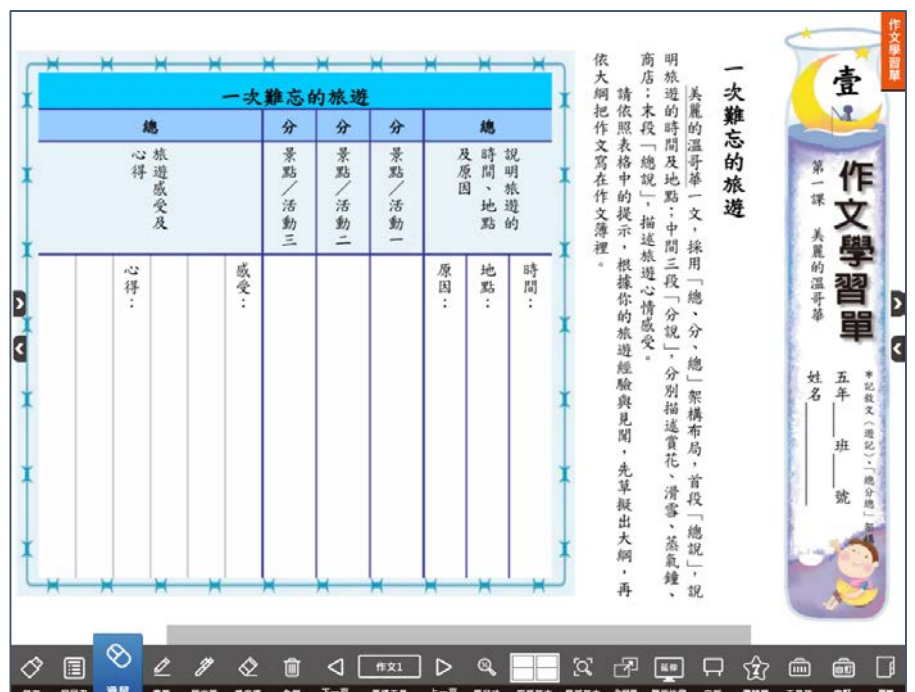 作文學習單
壹
作文學習單
第一課 美麗的溫哥華
＊記敘文（遊記）、「總分總」架構
五年 班 號
姓名
一次難忘的旅遊
美麗的溫哥華一文，採用「總、分、總」架構布局，首段「總說」，說
明旅遊的時間及地點；中間三段「分說」，分別描述賞花、滑雪、蒸氣鐘、
商店；末段「總說」，描述旅遊心情感受。
請依照表格中的提示，根據你的旅遊經驗與見聞，先草擬出大綱，再
依大綱把作文寫在作文簿裡。
一次難忘的旅遊
總
分
分
分
總
說明旅遊的
時間、地點
及原因
景點／活動一
景點／活動二
景點／活動三
旅遊感受及
心得
時間：
地點：
原因：
感受：
心得：
作文1
延伸